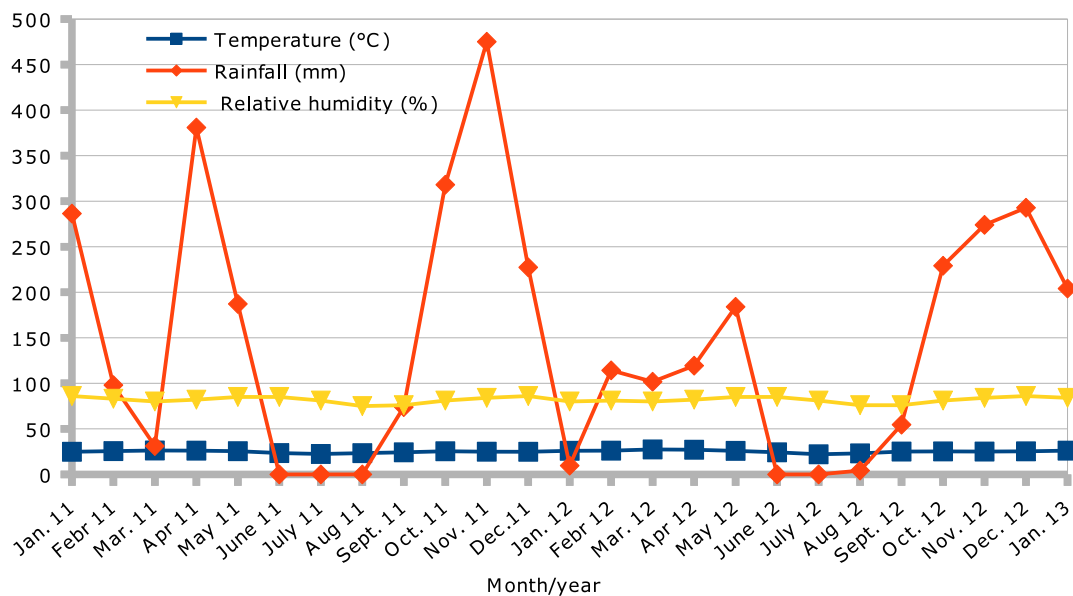 500
450
400
350
300
250
200
150
100
50
0
Temperature (°C)
Rainfall (mm)
Relative humidity (%)
Jan. 11
Febr 11
Mar. 11
Apr 11
May 11
June 11
July 11
Aug 11
Sept. 11
Oct. 11
Nov. 11
Dec.11
Jan. 12
Febr 12
Mar. 12
Apr 12
May 12
June 12
July 12
Aug 12
Sept. 12
Oct. 12
Nov. 12
Dec. 12
Jan. 13
Month/year